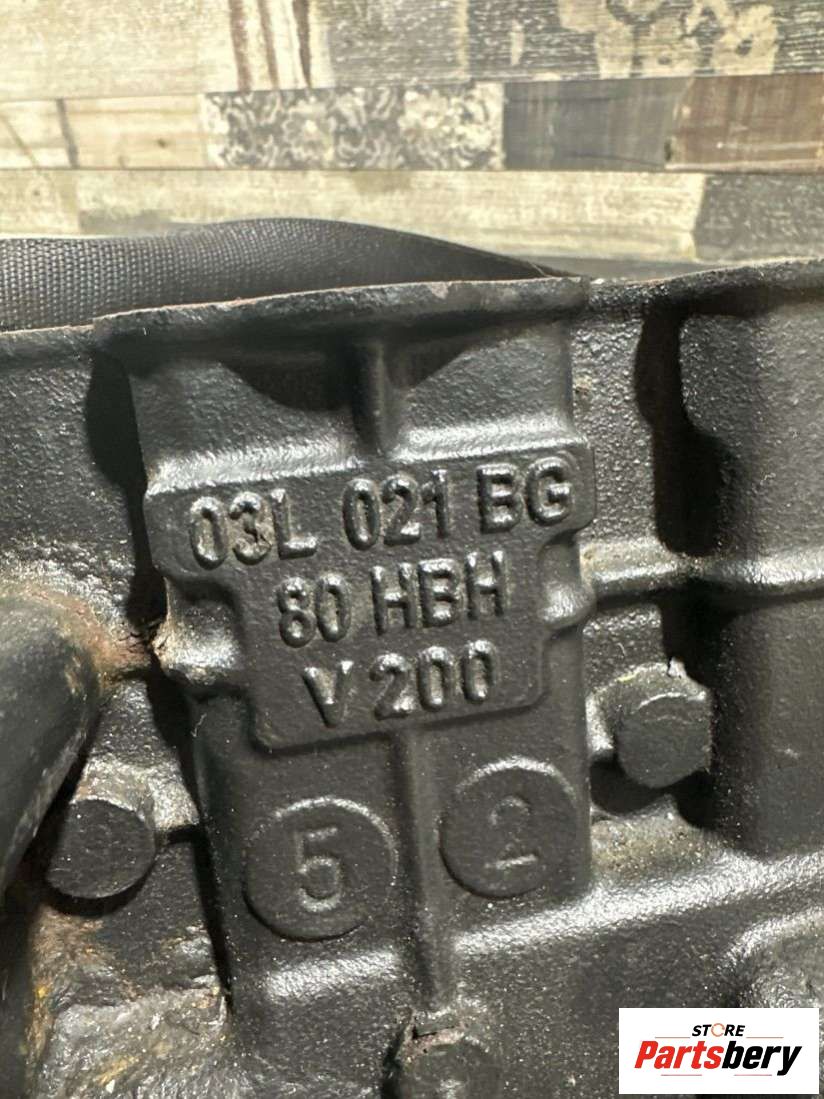 03L 021 BG
80 HBH
V 200
5 2
STORE
Partsbery